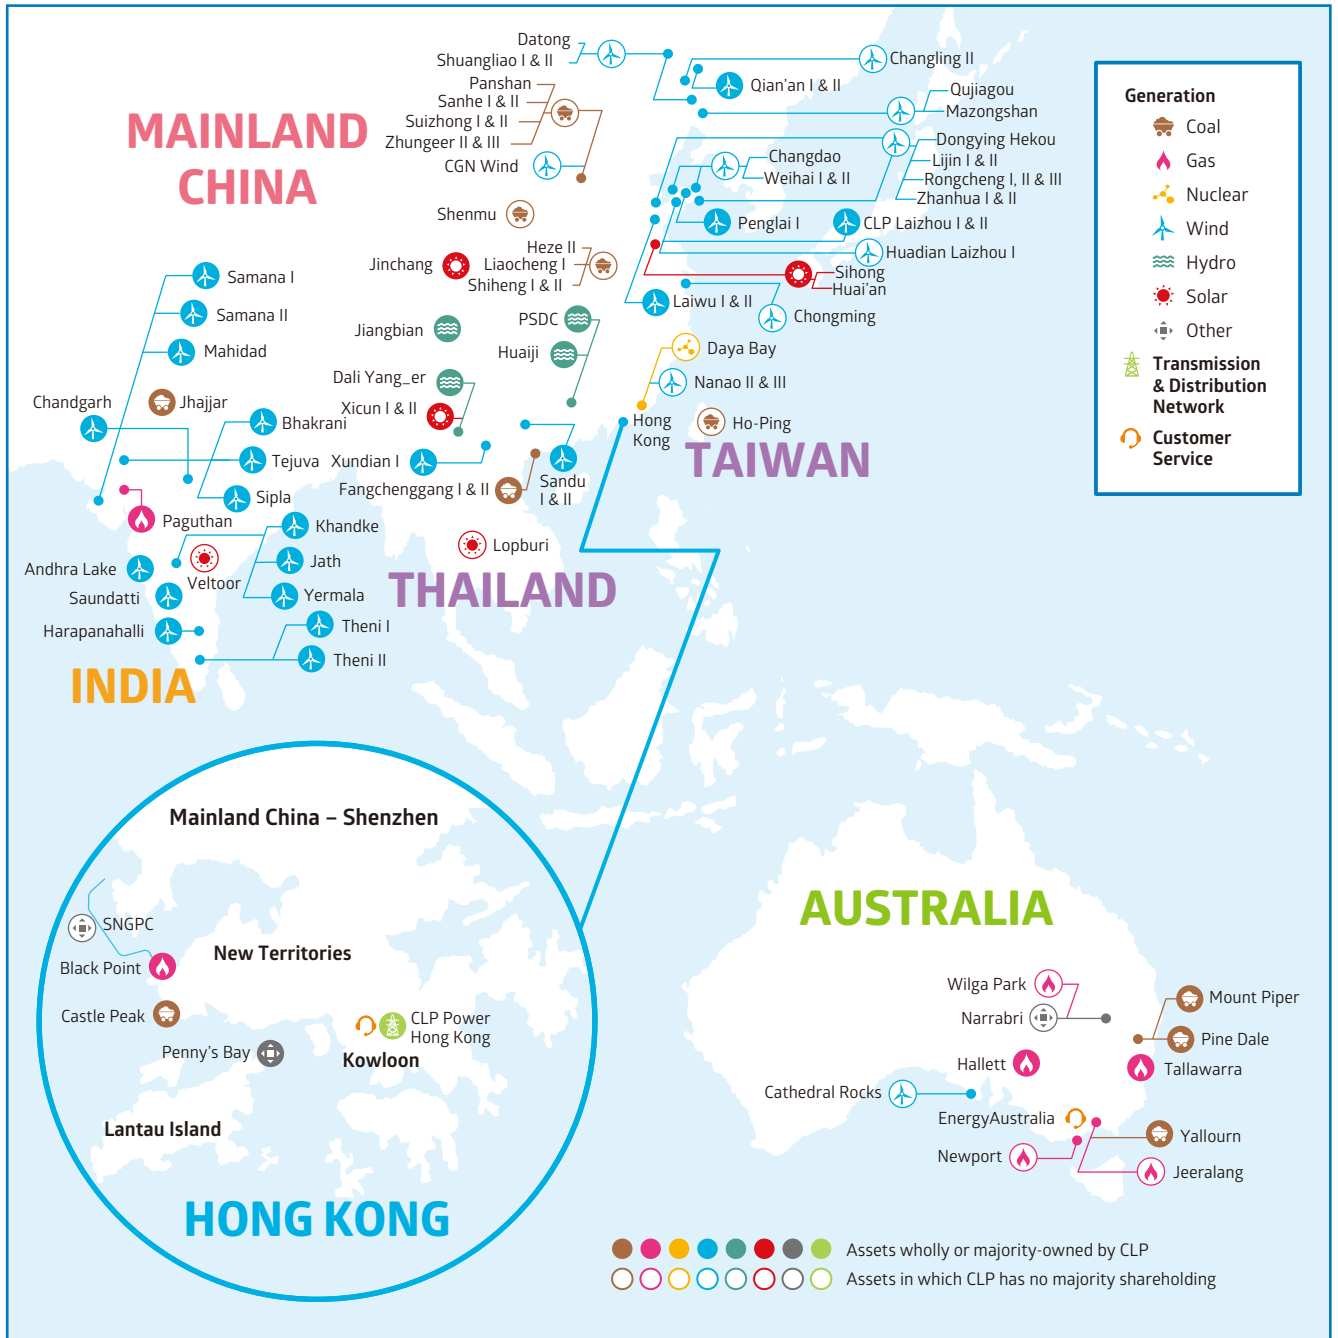 Datong
Shuangliao I & II
Panshan
Sanhe I & II
Suizhong I & II
Zhungeer II & III
CGN Wind
Shenmu
MAINLAND
CHINA
Changling II
Qian'an I & II
Qujiagou
Mazongshan
Dongying Hekou
Lijin I & II
Rongcheng I, II & III
Zhanhua I & II
Changdao
Weihai I & II
Penglai I
CLP Laizhou I & II
Huadian Laizhou I
Sihong
Huai'an
Laiwu I & II
Chongming
Generation
Coal
Gas
Nuclear
Wind
Hydro
Solar
Other
Transmission
& Distribution
Network
Customer
Service
Jinchang
Heze II
Liaocheng I
Shiheng I & II
Jiangbian
PSDC
Huaiji
Dali Yang_er
Xicun I & II
Xundian I
Fangchenggang I & II
Sandu
I & II
Daya Bay
Nanao II & III
Hong
Kong
Ho-Ping
TAIWAN
Samana I
Samana II
Mahidad
Chandgarh
Jhajjar
Bhakrani
Tejuva
Sipla
Paguthan
Khandke
Jath
Yermala
Veltoor
Andhra Lake
Saundatti
Harapanahalli
Theni I
Theni II
INDIA
Lopburi
THAILAND
Mainland China – Shenzhen
SNGPC
New Territories
Black Point
Castle Peak
Penny's Bay
CLP Power
Hong Kong
Kowloon
Lantau Island
HONG KONG
AUSTRALIA
Wilga Park
Narrabri
Mount Piper
Pine Dale
Hallett
Tallawarra
Cathedral Rocks
EnergyAustralia
Yallourn
Newport
Jeeralang
Assets wholly or majority-owned by CLP
Assets in which CLP has no majority shareholding